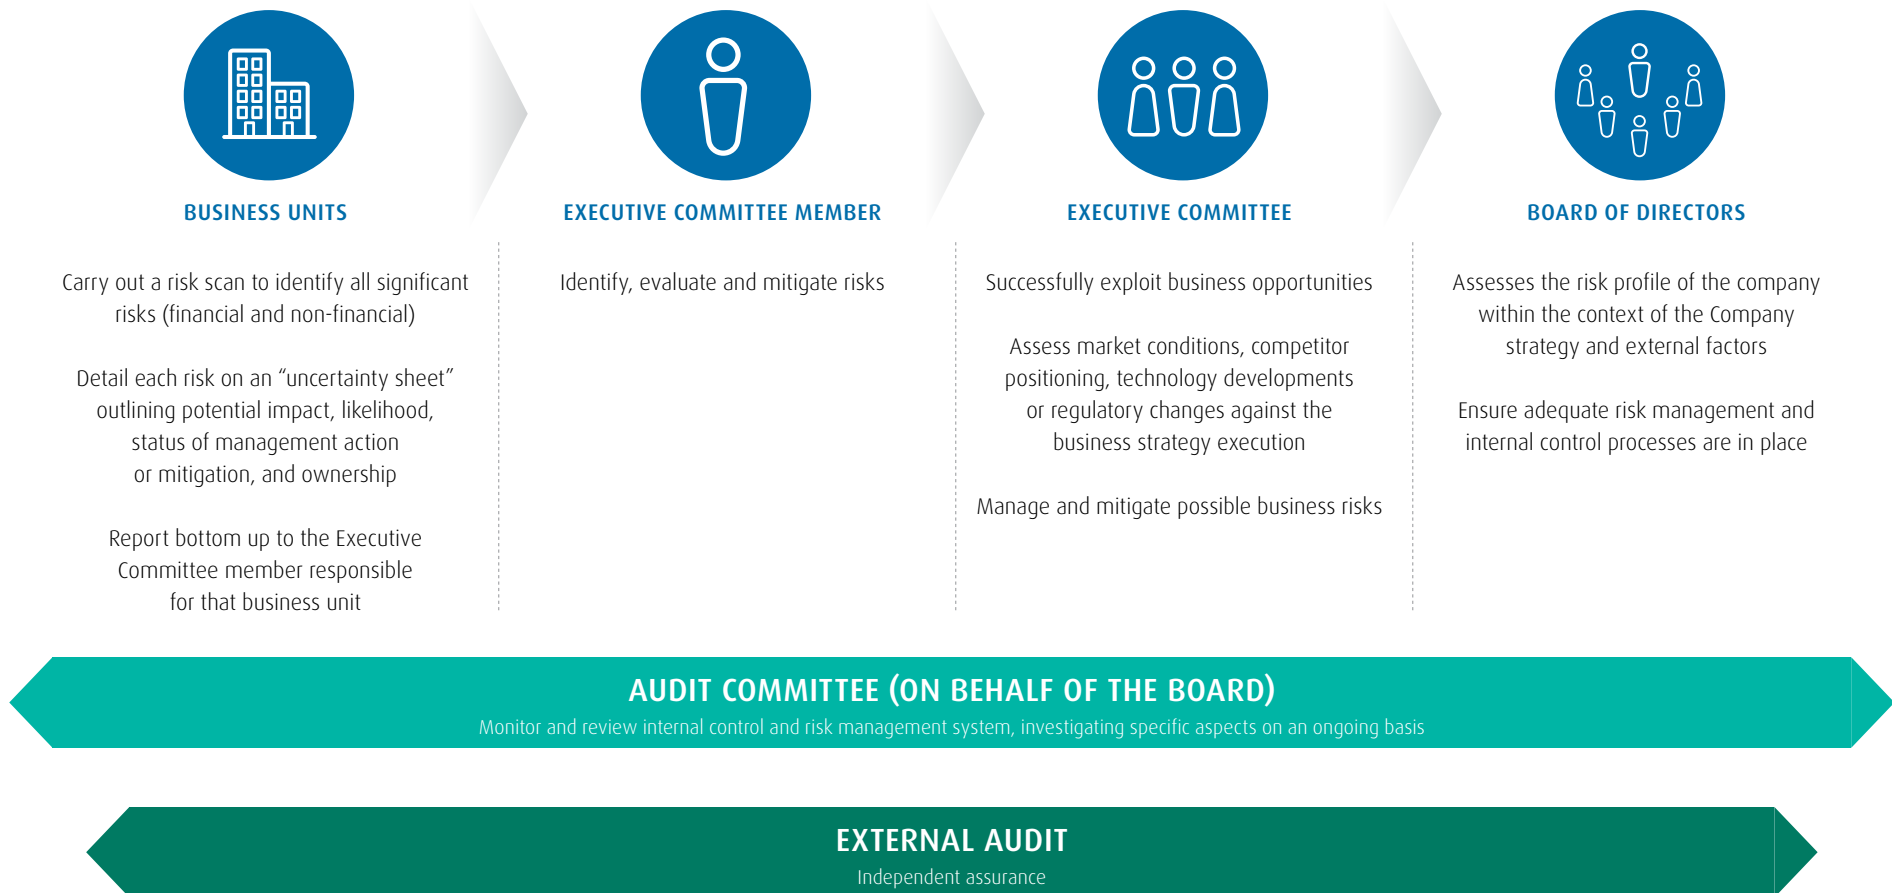 BUSINESS UNITS
Carry out a risk scan to identify all significant
risks (financial and non-financial)
Detail each risk on an “uncertainty sheet”
outlining potential impact, likelihood,
status of management action
or mitigation, and ownership
Report bottom up to the Executive
Committee member responsible
for that business unit
EXECUTIVE COMMITTEE MEMBER
Identify, evaluate and mitigate risks
EXECUTIVE COMMITTEE
Successfully exploit business opportunities
Assess market conditions, competitor
positioning, technology developments
or regulatory changes against the
business strategy execution
Manage and mitigate possible business risks
BOARD OF DIRECTORS
Assesses the risk profile of the company
within the context of the Company
strategy and external factors
Ensure adequate risk management and
internal control processes are in place
AUDIT COMMITTEE (ON BEHALF OF THE BOARD)
Monitor and review internal control and risk management system, investigating specific aspects on an ongoing basis
EXTERNAL AUDIT
Independent assurance